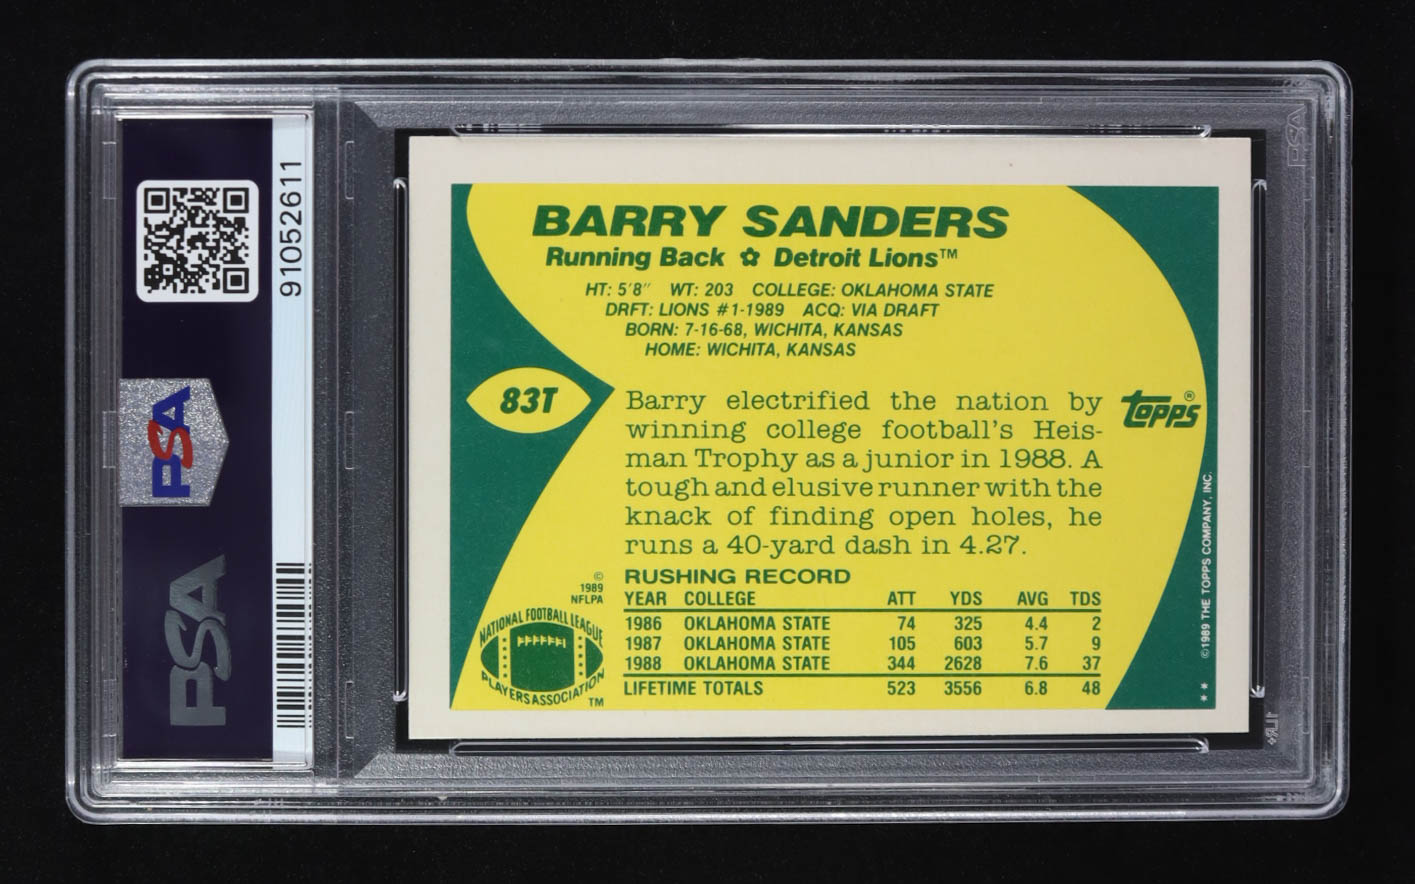 91052611
PSA
PSA
BARRY SANDERS
Running Back ✿ Detroit Lions™
HT: 5'8" WT: 203 COLLEGE: OKLAHOMA STATE
DRFT: LIONS #1-1989 ACQ: VIA DRAFT
BORN: 7-16-68, WICHITA, KANSAS
HOME: WICHITA, KANSAS
83T
Barry electrified the nation by
winning college football's Heis-
man Trophy as a junior in 1988. A
tough and elusive runner with the
knack of finding open holes, he
runs a 40-yard dash in 4.27.
topps®
RUSHING RECORD
YEAR COLLEGE ATT YDS AVG TDS
1986 OKLAHOMA STATE 74 325 4.4 2
1987 OKLAHOMA STATE 105 603 5.7 9
1988 OKLAHOMA STATE 344 2628 7.6 37
LIFETIME TOTALS 523 3556 6.8 48
©
1989
NFLPA
NATIONAL FOOTBALL LEAGUE
PLAYERS ASSOCIATION
TM
** ©1989 THE TOPPS COMPANY, INC.
PSA